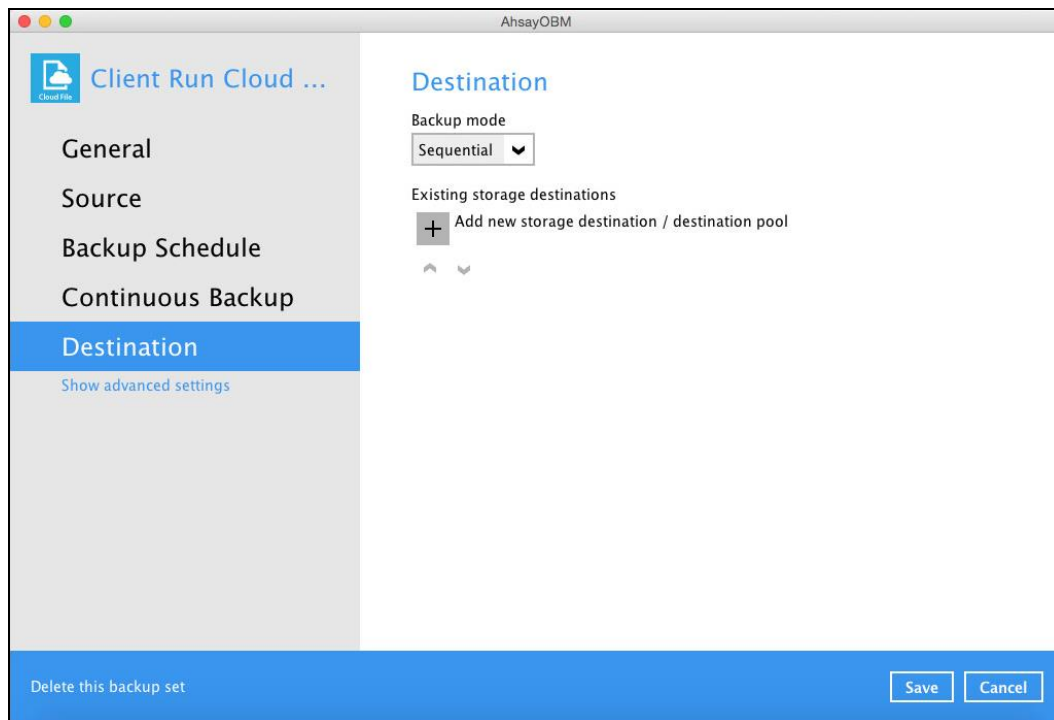 AhsayOBM
Cloud File
Client Run Cloud ...
General
Source
Backup Schedule
Continuous Backup
Destination
Show advanced settings
Destination
Backup mode
Sequential
Existing storage destinations
Add new storage destination / destination pool
Delete this backup set
Save
Cancel